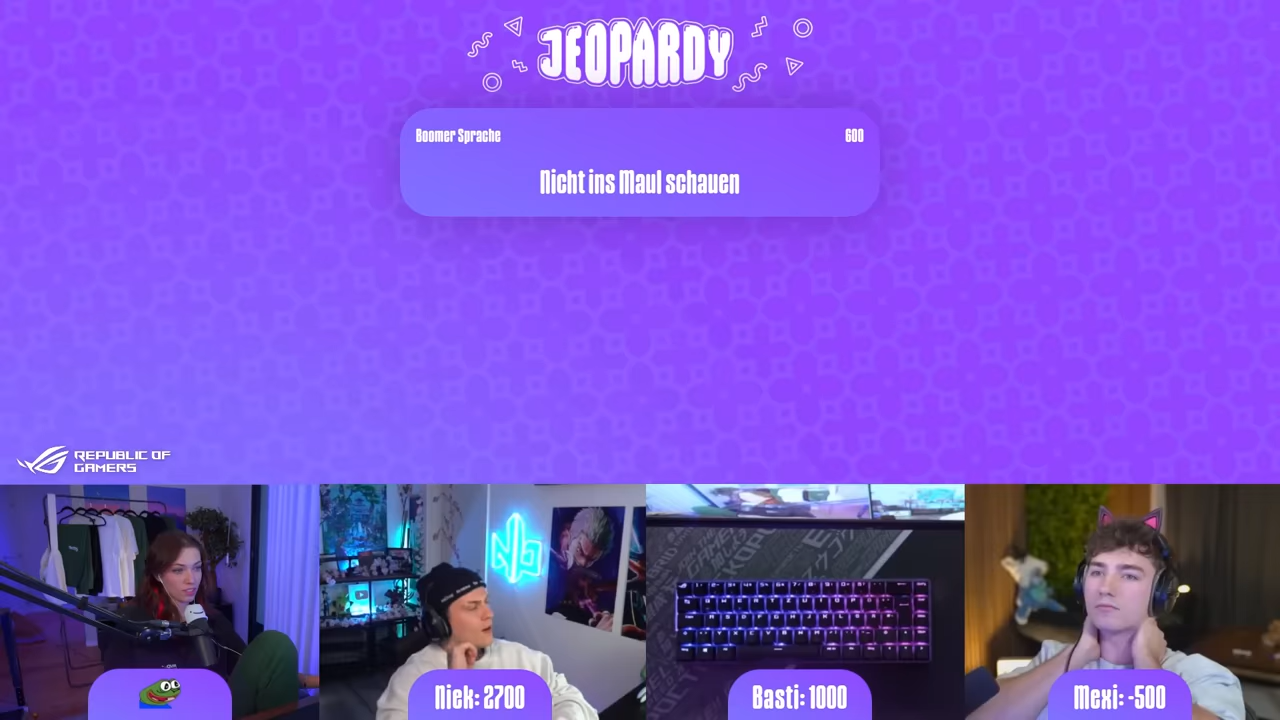 JEOPARDY
Boomer Sprache
600
Nicht ins Maul schauen
REPUBLIC OF
GAMERS
Niek: 2700
Basti: 1000
Mexi: -500